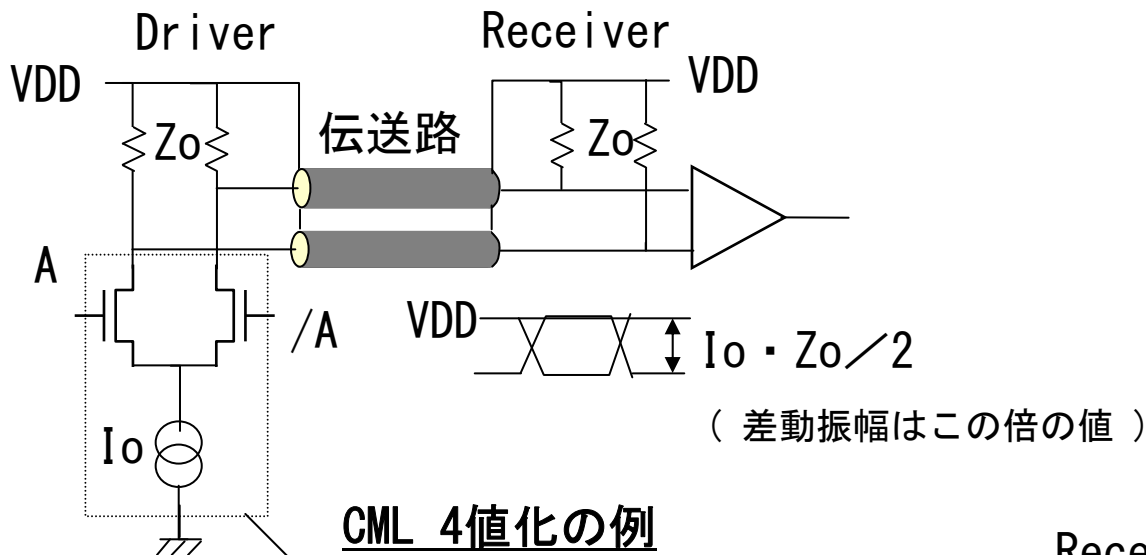 Driver
Receiver
VDD
VDD
Zo
伝送路
Zo
A
/A
VDD
Io・Zo／2
( 差動振幅はこの倍の値 )
Io
CML 4値化の例
Rece